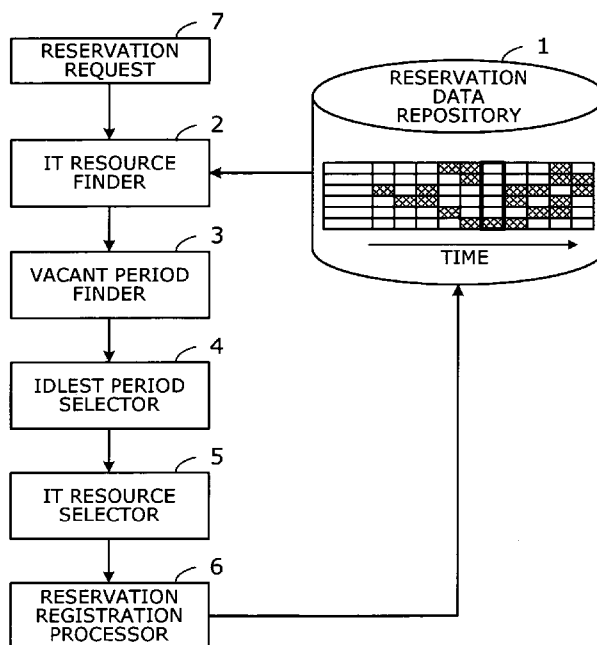 7
RESERVATION
REQUEST
1
RESERVATION
DATA
REPOSITORY
2
IT RESOURCE
FINDER
TIME
3
VACANT PERIOD
FINDER
4
IDLEST PERIOD
SELECTOR
5
IT RESOURCE
SELECTOR
6
RESERVATION
REGISTRATION
PROCESSOR